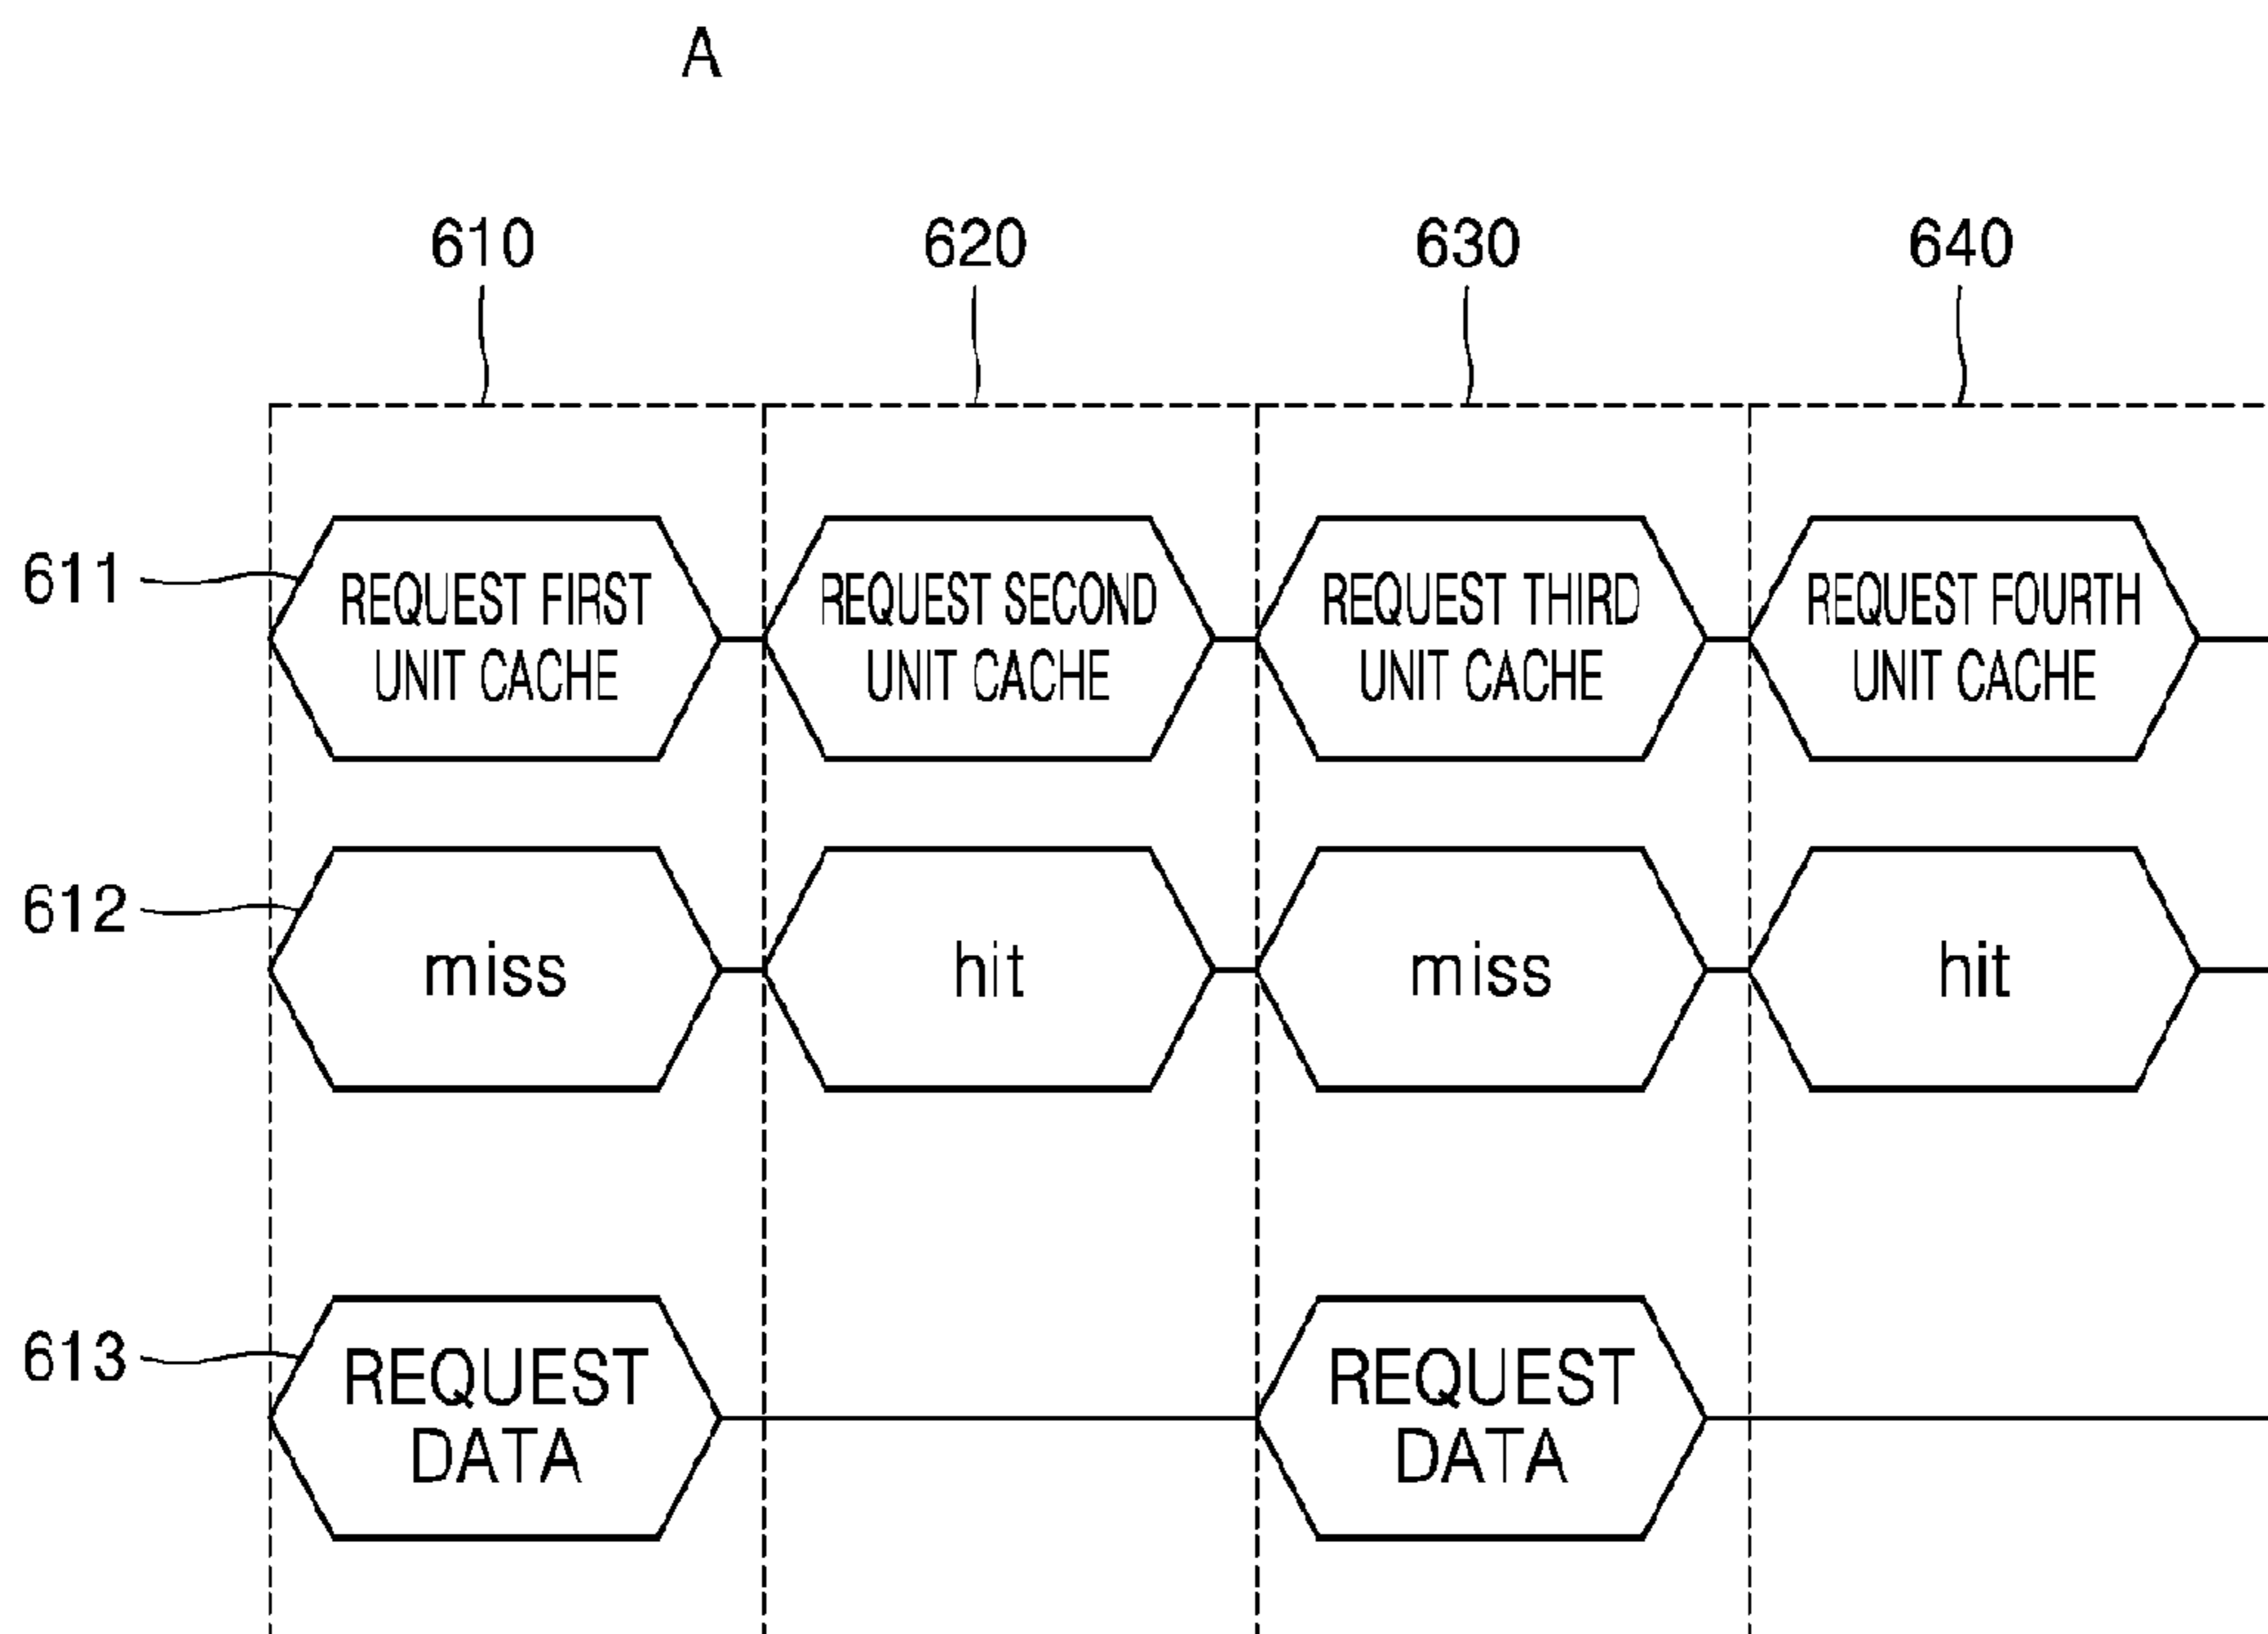 A
610 620 630 640
611
REQUEST FIRST
UNIT CACHE
REQUEST SECOND
UNIT CACHE
REQUEST THIRD
UNIT CACHE
REQUEST FOURTH
UNIT CACHE
612
miss
hit
miss
hit
613
REQUEST
DATA
REQUEST
DATA